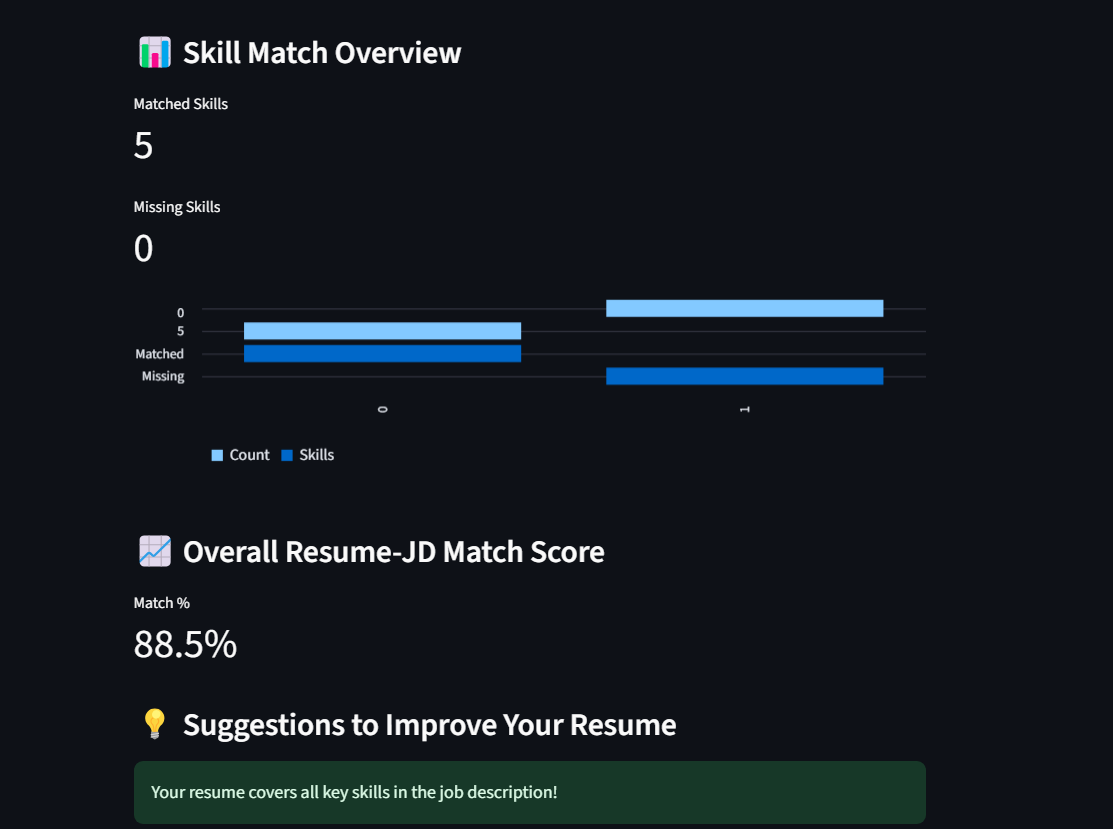 Skill Match Overview
Matched Skills
5
Missing Skills
0
0
5
Matched
Missing
0 1
Count Skills
Overall Resume-JD Match Score
Match %
88.5%
Suggestions to Improve Your Resume
Your resume covers all key skills in the job description!